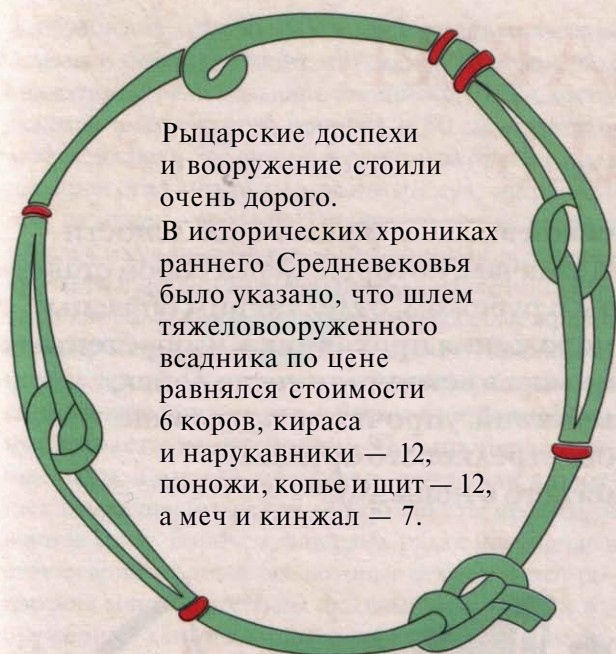 Рыцарские доспехи
и вооружение стоили
очень дорого.
В исторических хрониках
раннего Средневековья
было указано, что шлем
тяжеловооруженного
всадника по цене
равнялся стоимости
6 коров, кираса
и нарукавники — 12,
поножи, копье и щит — 12,
а меч и кинжал — 7.